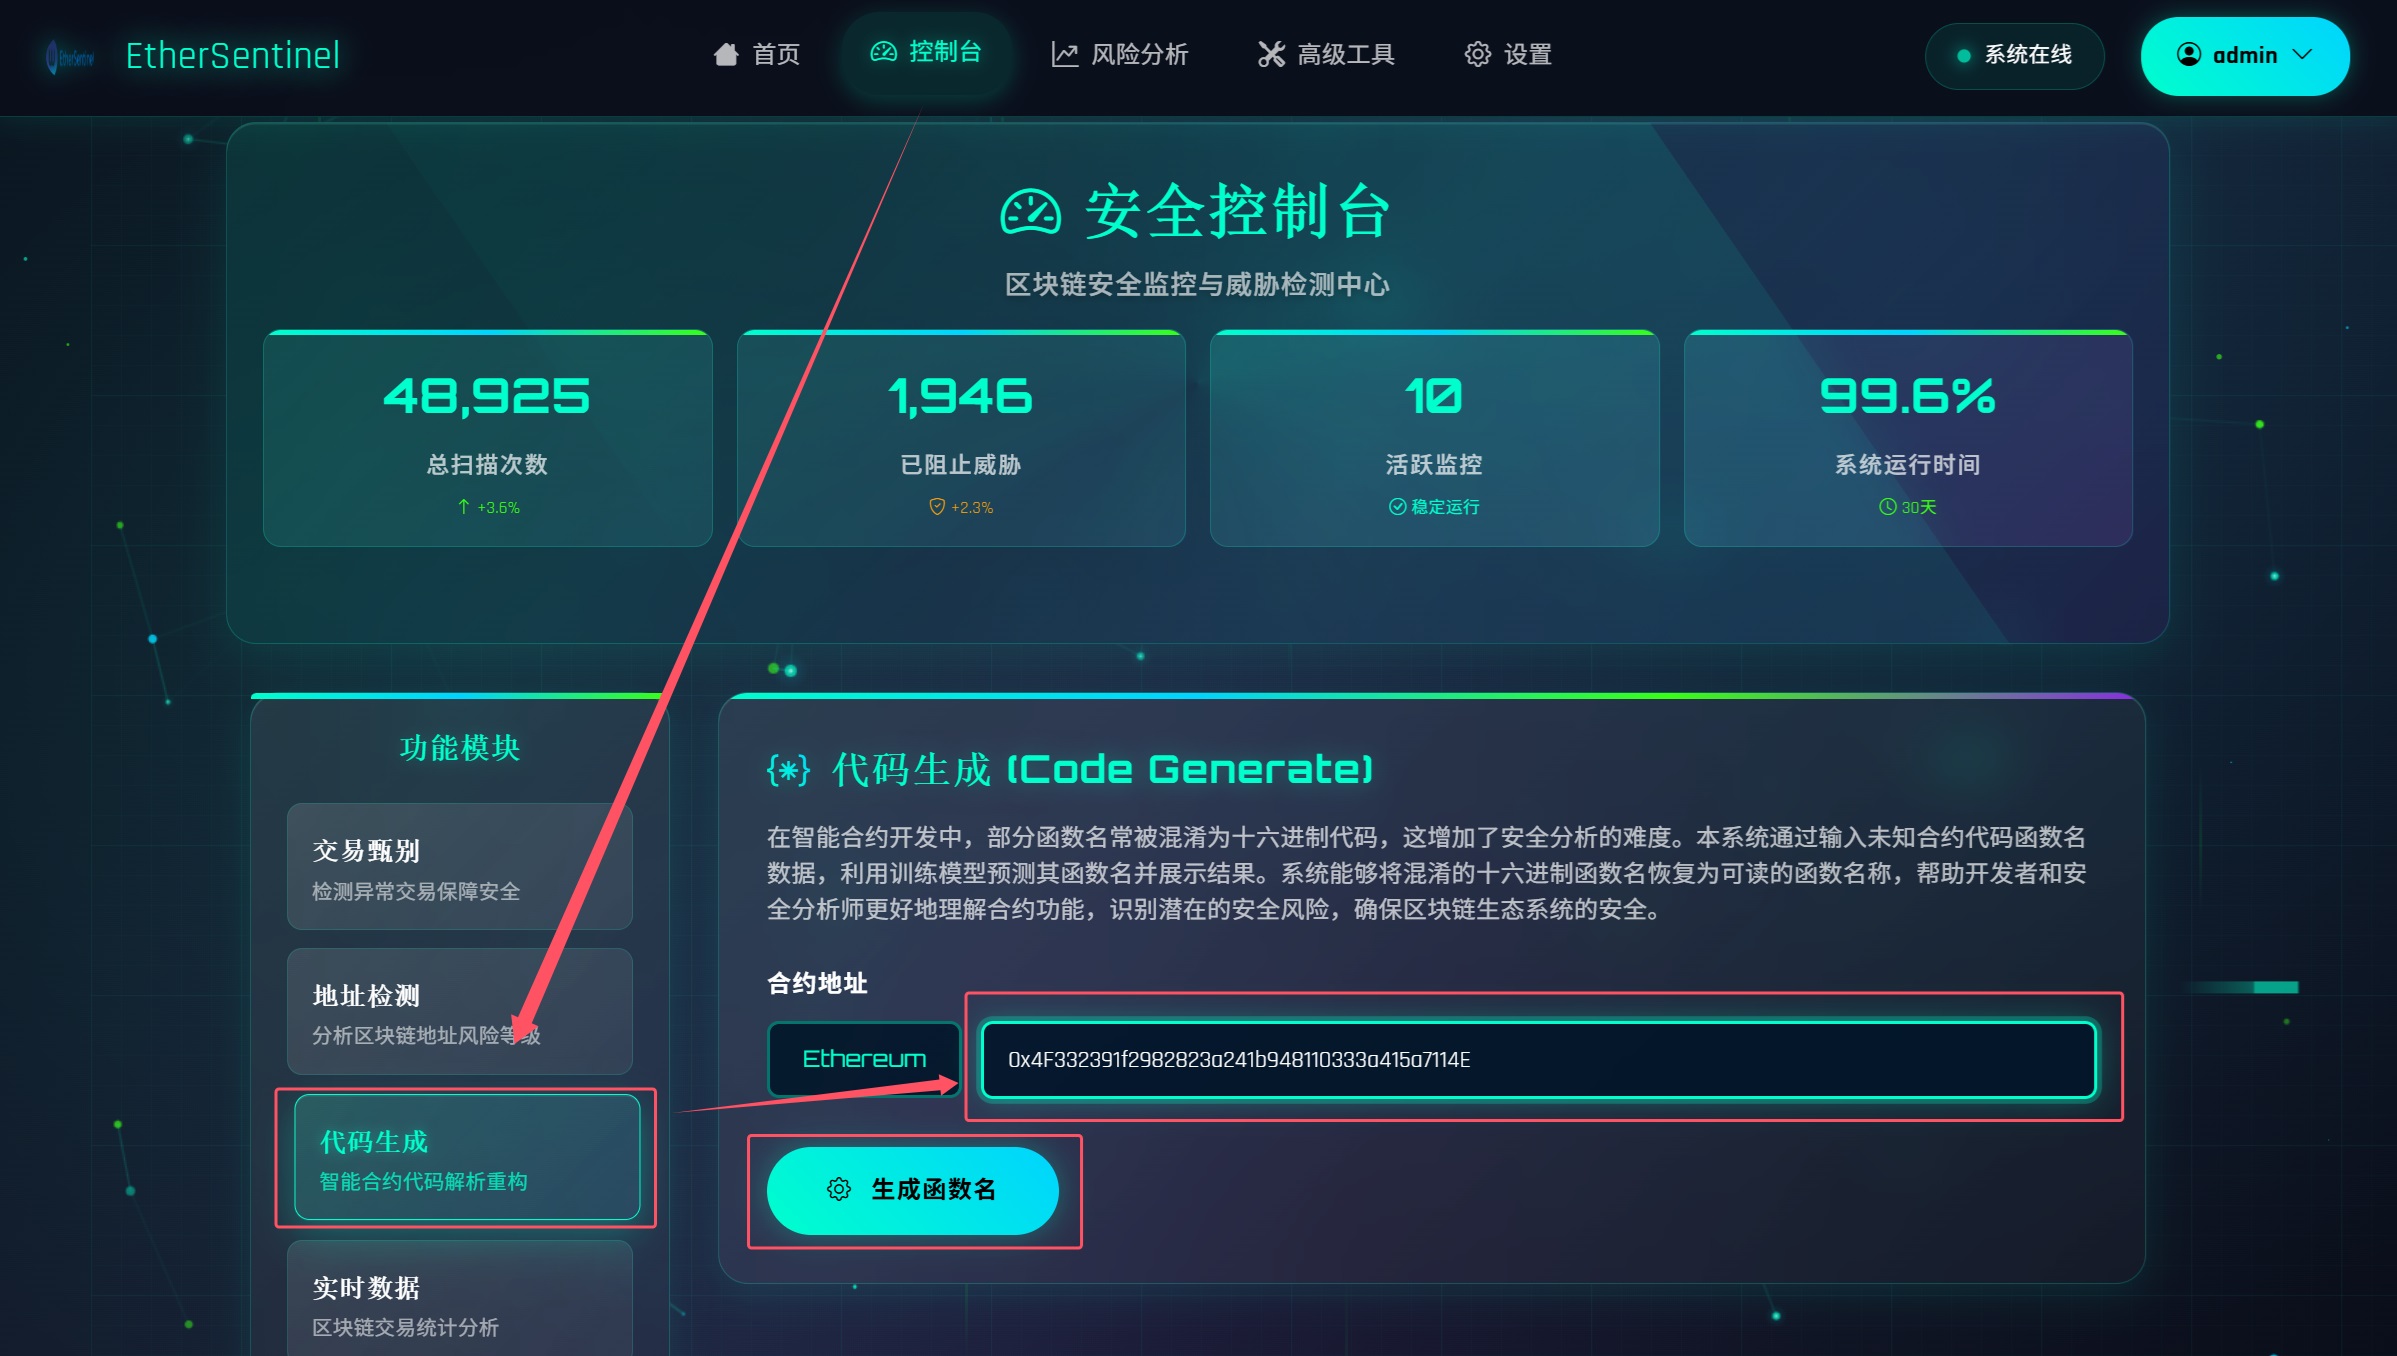 EtherSentinel
EtherSentinel
首页
控制台
风险分析
高级工具
设置
系统在线
admin
安全控制台
区块链安全监控与威胁检测中心
48,925
总扫描次数
+3.6%
1,946
已阻止威胁
+2.3%
10
活跃监控
稳定运行
99.6%
系统运行时间
30天
功能模块
交易甄别
检测异常交易保障安全
地址检测
分析区块链地址风险等级
代码生成
智能合约代码解析重构
实时数据
区块链交易统计分析
{*} 代码生成 (Code Generate)
在智能合约开发中，部分函数名常被混淆为十六进制代码，这增加了安全分析的难度。本系统通过输入未知合约代码函数名
数据，利用训练模型预测其函数名并展示结果。系统能够将混淆的十六进制函数名恢复为可读的函数名称，帮助开发者和安
全分析师更好地理解合约功能，识别潜在的安全风险，确保区块链生态系统的安全。
合约地址
Ethereum
0x4F332391f2982823a241b948110333a415a7114E
生成函数名